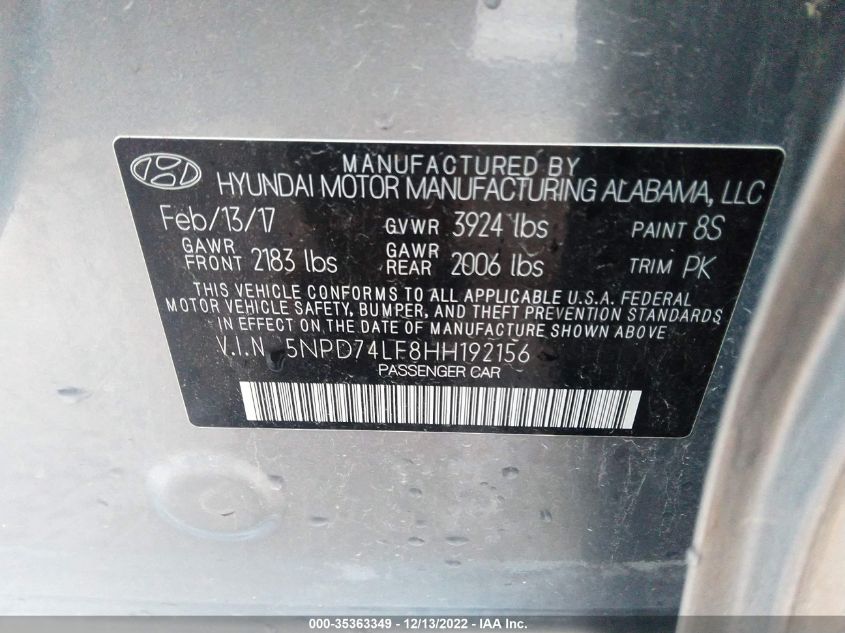 MANUFACTURED BY
HYUNDAI MOTOR MANUFACTURING ALABAMA, LLC
Feb/13/17 GVWR 3924 lbs PAINT 8S
GAWR FRONT 2183 lbs GAWR REAR 2006 lbs TRIM PK
THIS VEHICLE CONFORMS TO ALL APPLICABLE U.S.A. FEDERAL
MOTOR VEHICLE SAFETY, BUMPER, AND THEFT PREVENTION STANDARDS
IN EFFECT ON THE DATE OF MANUFACTURE SHOWN ABOVE
V.I.N. 5NPD74LF8HH192156
PASSENGER CAR
000-35363349 - 12/13/2022 - IAA Inc.